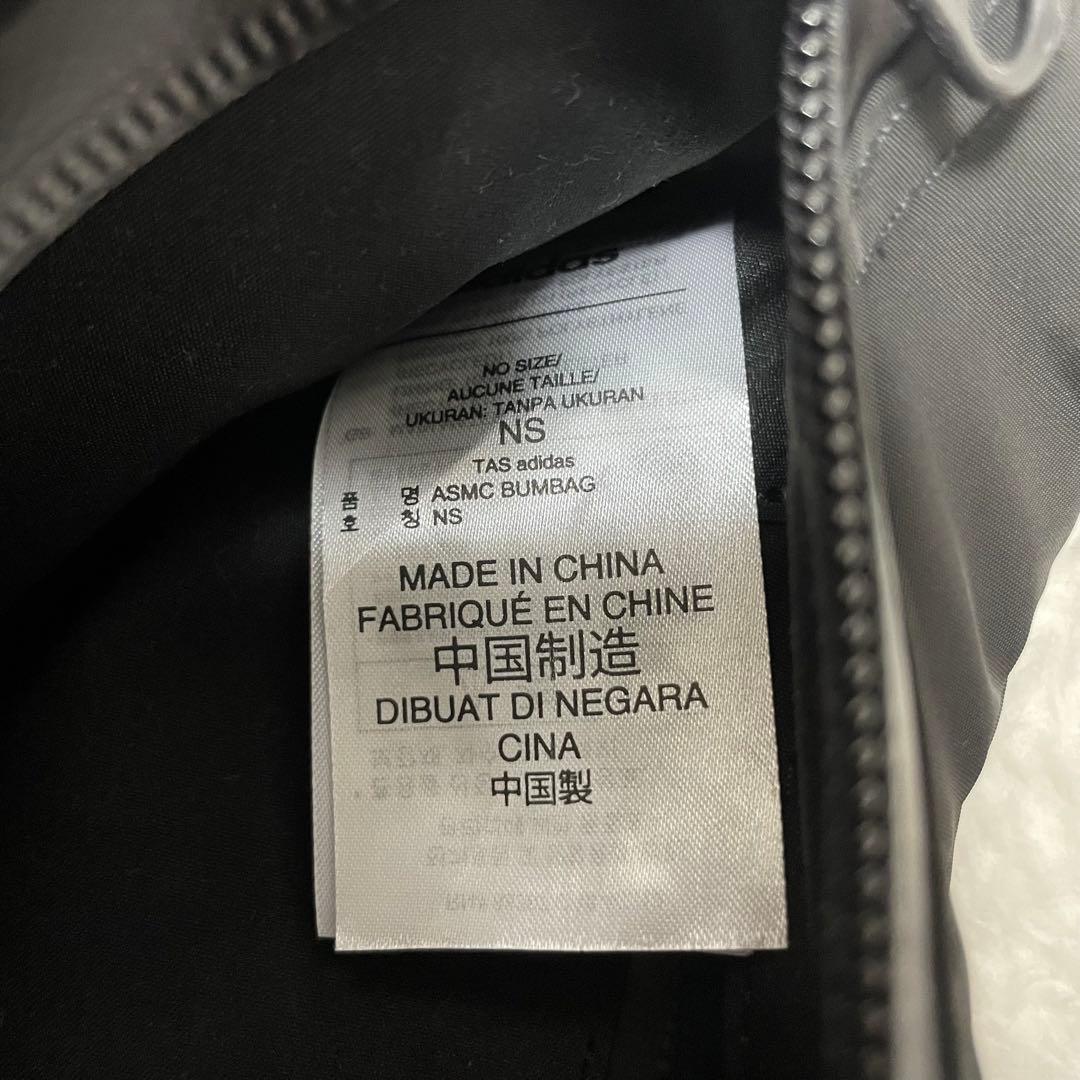 adidas
NO SIZE/
AUCUNE TAILLE/
UKURAN: TANPA UKURAN
NS
TAS adidas
품 명 ASMC BUMBAG
호 칭 NS
MADE IN CHINA
FABRIQUÉ EN CHINE
中国制造
DIBUAT DI NEGARA
CINA
中国製